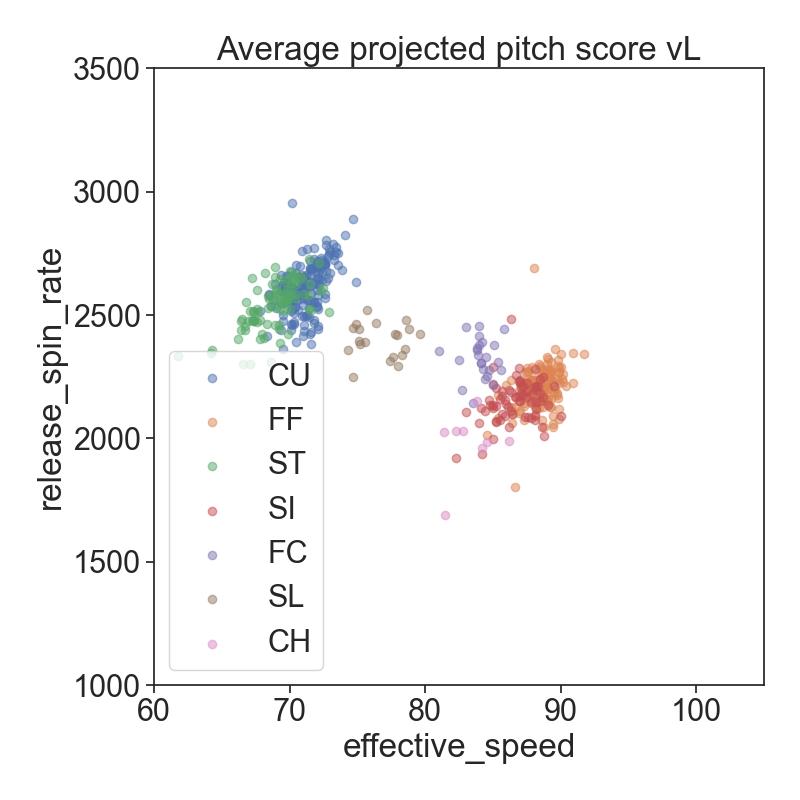 Average projected pitch score vL
3500
3000
2500
2000
1500
1000
release_spin_rate
CU
FF
ST
SI
FC
SL
CH
60 70 80 90 100
effective_speed